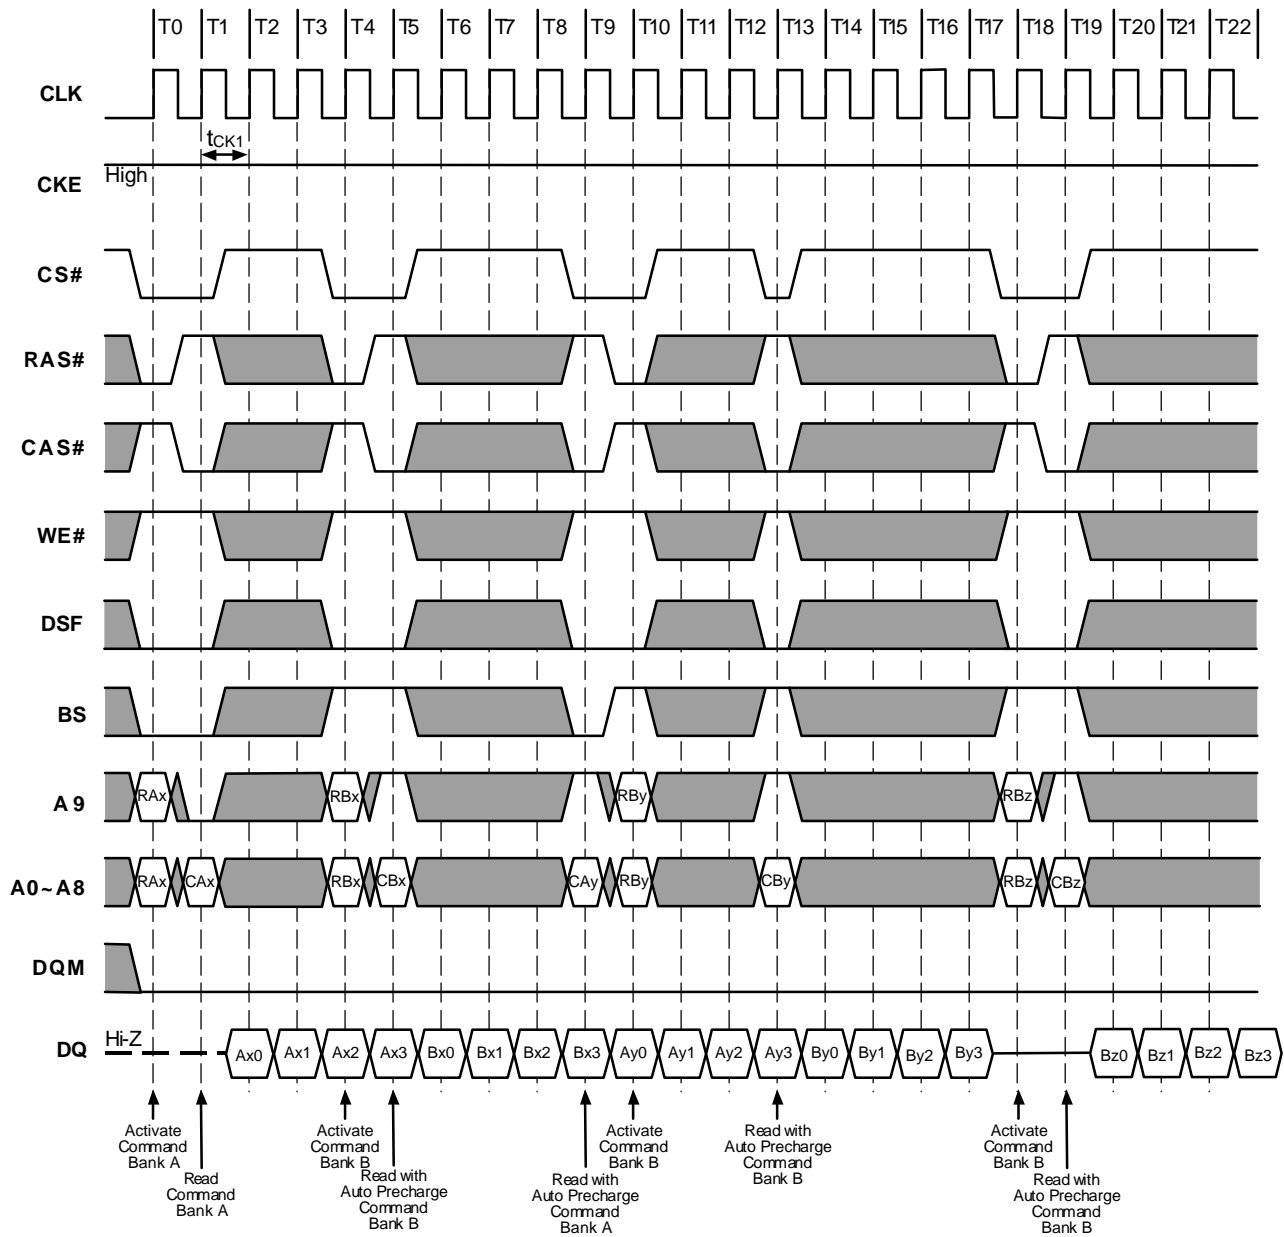 T0 T1 T2 T3 T4 T5 T6 T7 T8 T9 T10 T11 T12 T13 T14 T15 T16 T17 T18 T19 T20 T21 T22
CLK
tCK1
High
CKE
CS#
RAS#
CAS#
WE#
DSF
BS
A9 RAx RBx RBy RBz
A0~A8 RAx CAx RBx CBx CAy RBy CBy RBz CBz
DQM
Hi-Z
DQ Ax0 Ax1 Ax2 Ax3 Bx0 Bx1 Bx2 Bx3 Ay0 Ay1 Ay2 Ay3 By0 By1 By2 By3 Bz0 Bz1 Bz2 Bz3
Activate
Command
Bank A
Read
Command
Bank A
Activate
Command
Bank B
Read with
Auto Precharge
Command
Bank B
Read with
Auto Precharge
Command
Bank A
Activate
Command
Bank B
Read with
Auto Precharge
Command
Bank B
Activate
Command
Bank B
Read with
Auto Precharge
Command
Bank B